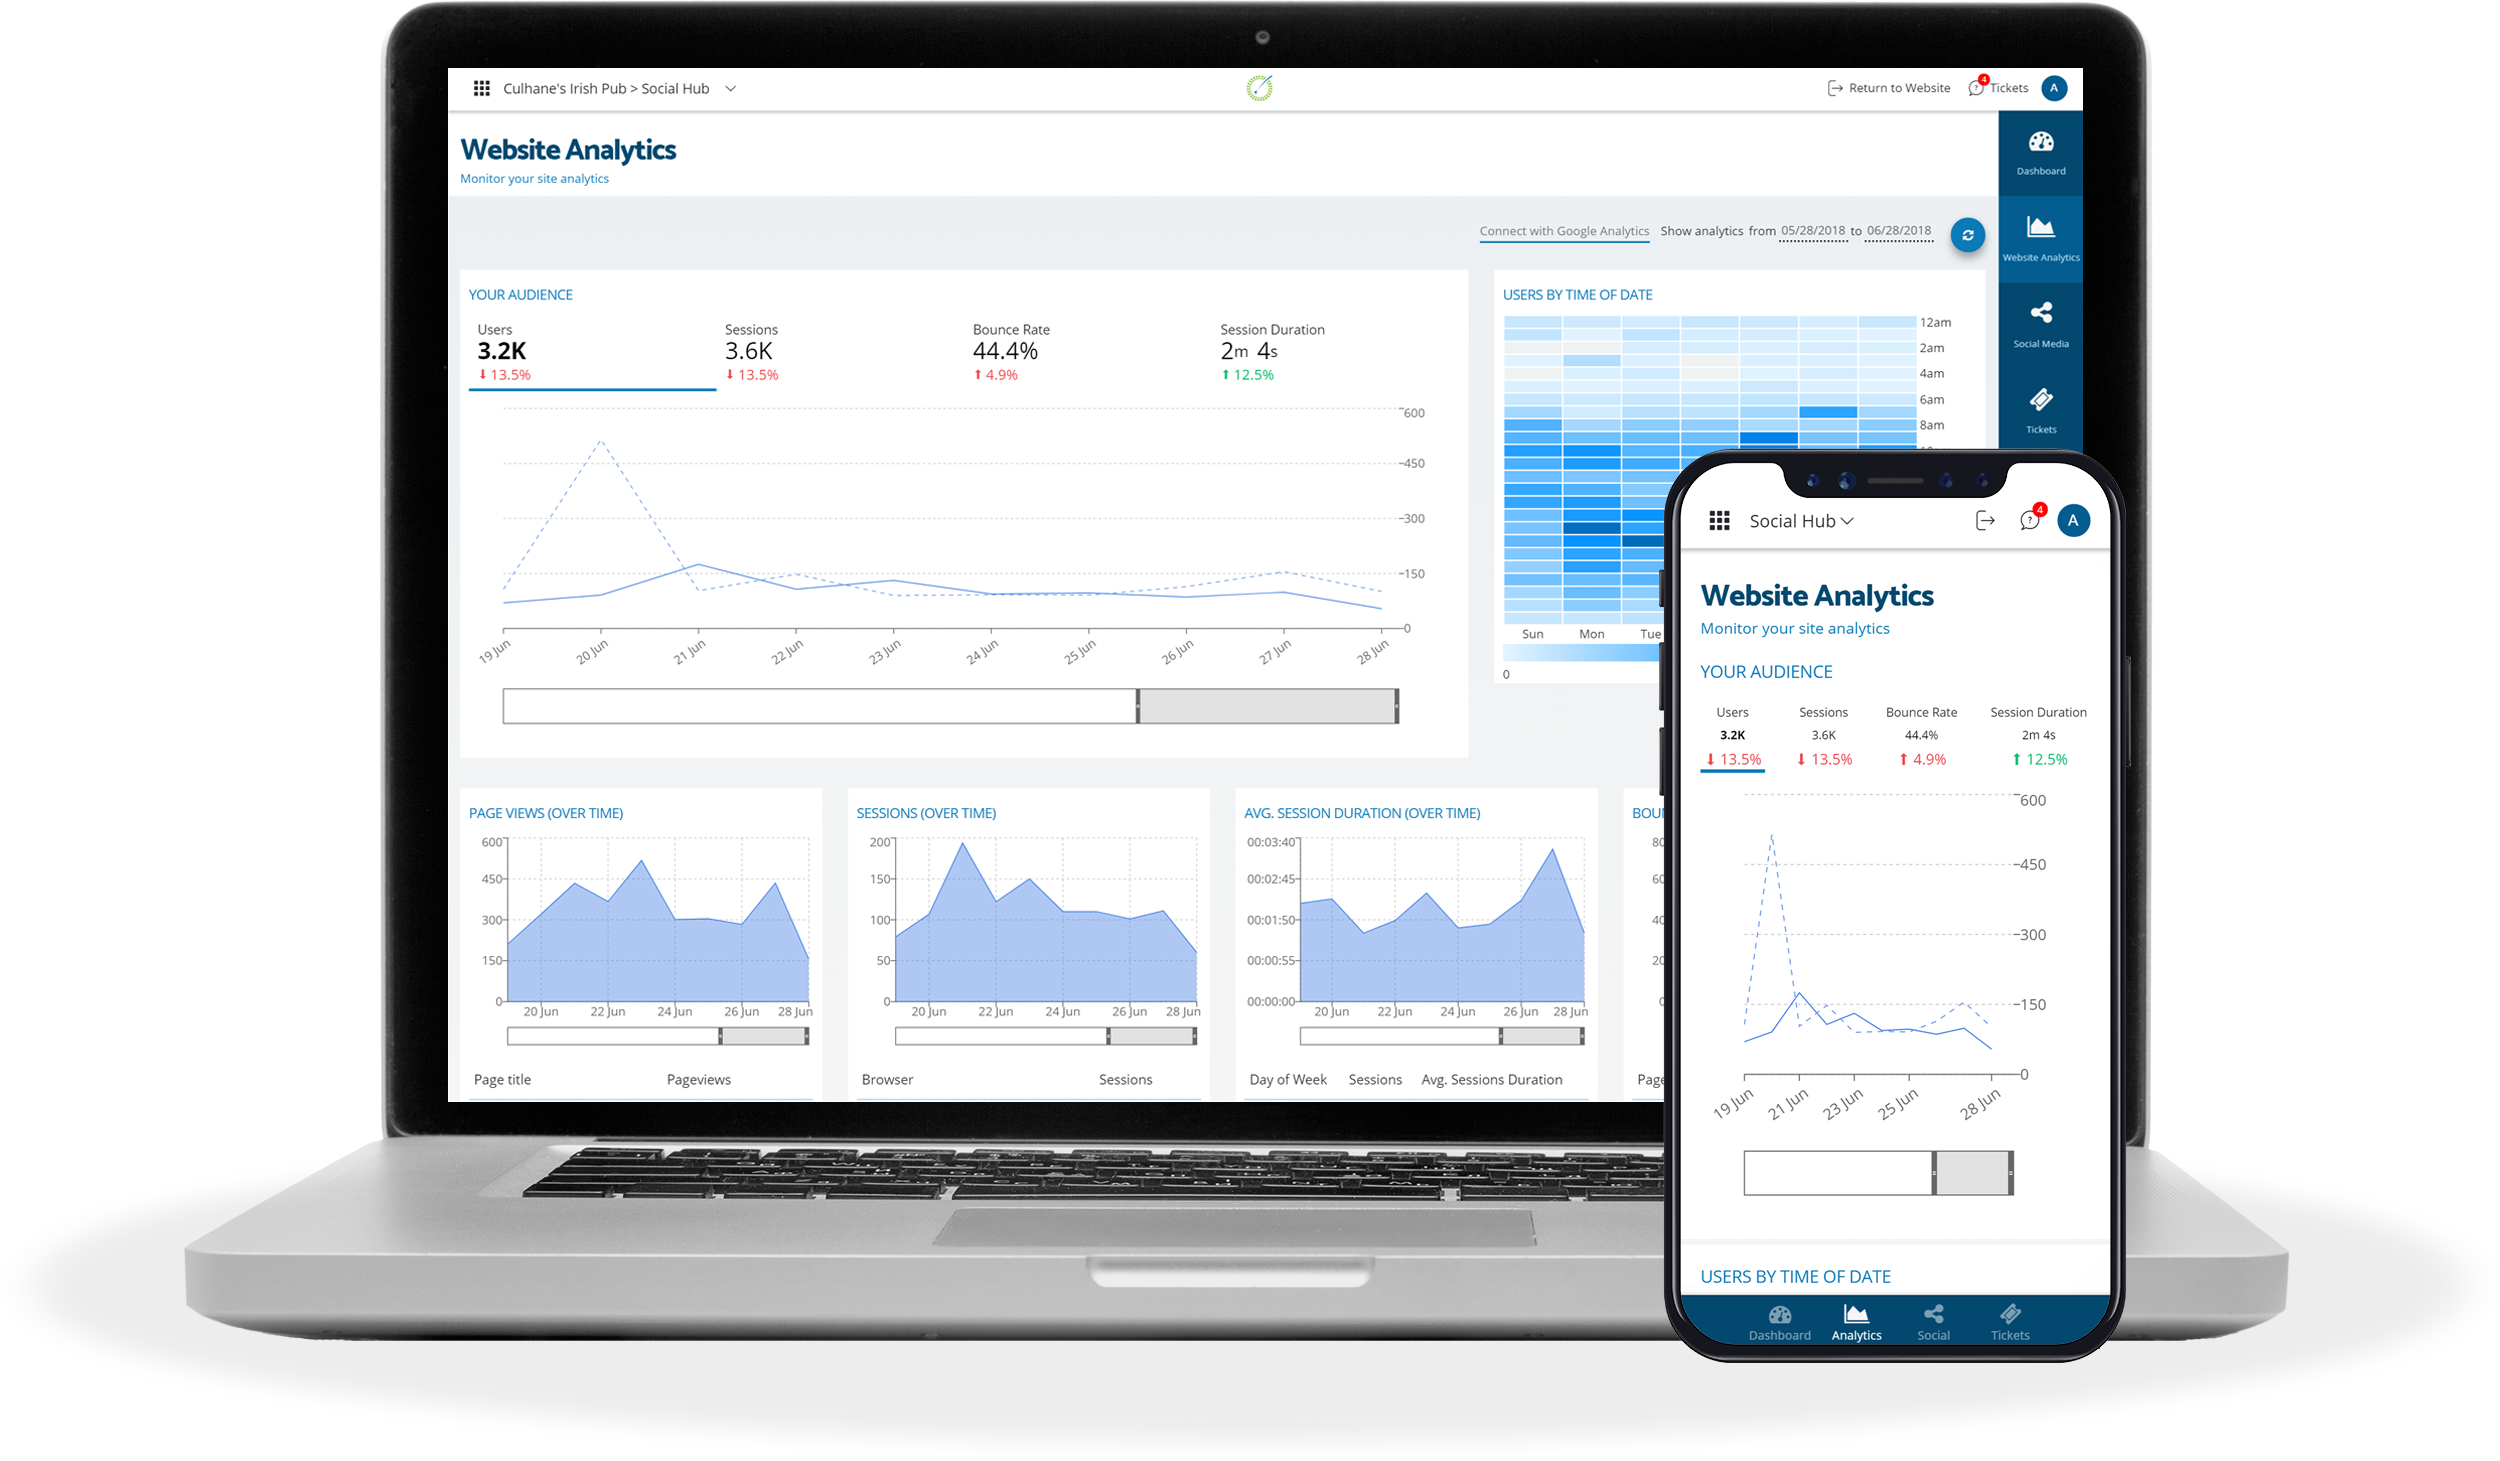 Culhane's Irish Pub > Social Hub
Return to Website
4
Tickets
A
Website Analytics
Monitor your site analytics
Connect with Google Analytics Show analytics from 05/28/2018 to 06/28/2018
Dashboard
Website Analytics
Social Media
Tickets
YOUR AUDIENCE
Users Sessions Bounce Rate Session Duration
3.2K 3.6K 44.4% 2m 4s
13.5% 13.5% 4.9% 12.5%
600
450
300
150
0
19 Jun 20 Jun 21 Jun 22 Jun 23 Jun 24 Jun 25 Jun 26 Jun 27 Jun 28 Jun
USERS BY TIME OF DATE
12am
2am
4am
6am
8am
Sun Mon Tue
0
PAGE VIEWS (OVER TIME)
600
450
300
150
0
20 Jun 22 Jun 24 Jun 26 Jun 28 Jun
Page title Pageviews
SESSIONS (OVER TIME)
200
150
100
50
0
20 Jun 22 Jun 24 Jun 26 Jun 28 Jun
Browser Sessions
AVG. SESSION DURATION (OVER TIME)
00:03:40
00:02:45
00:01:50
00:00:55
00:00:00
20 Jun 22 Jun 24 Jun 26 Jun 28 Jun
Day of Week Sessions Avg. Sessions Duration
80
60
40
20
0
Page
Social Hub
4
A
Website Analytics
Monitor your site analytics
YOUR AUDIENCE
Users Sessions Bounce Rate Session Duration
3.2K 3.6K 44.4% 2m 4s
13.5% 13.5% 4.9% 12.5%
600
450
300
150
0
19 Jun 21 Jun 23 Jun 25 Jun 28 Jun
USERS BY TIME OF DATE
Dashboard Analytics Social Tickets